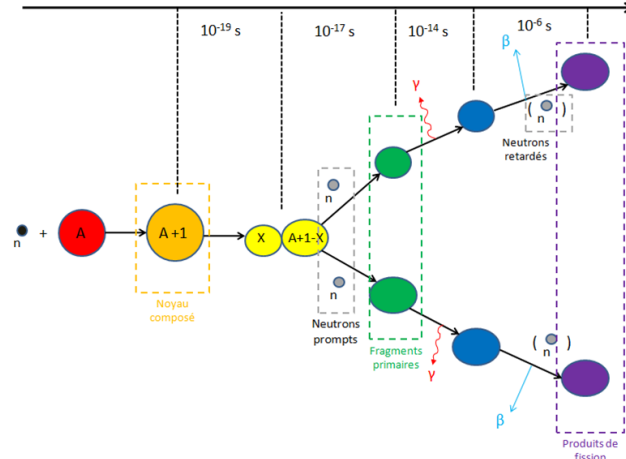 10⁻¹⁹ s
10⁻¹⁷ s
10⁻¹⁴ s
10⁻⁶ s
β
γ
( n )
Neutrons
retardés
n
n + A
A +1
X
A+1-X
n
Noyau
composé
Neutrons
prompts
Fragments
primaires
γ
( n )
β
Produits de
fission